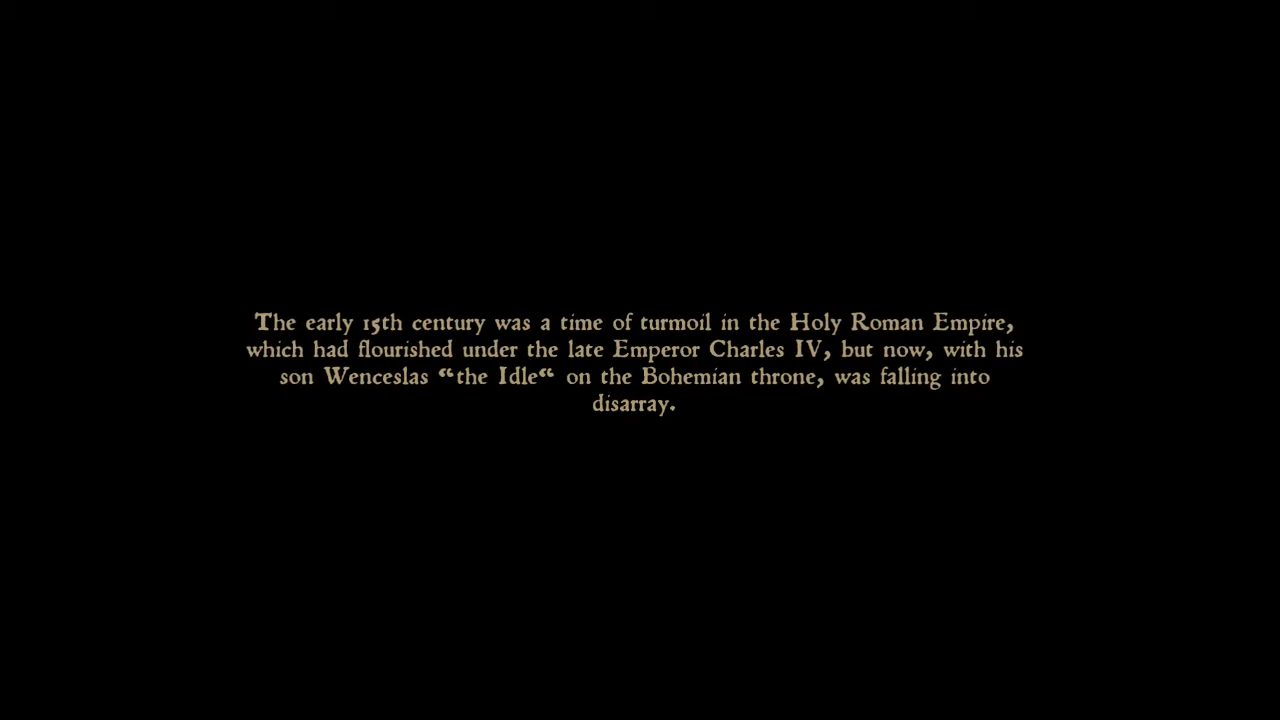 The early 15th century was a time of turmoil in the Holy Roman Empire,
which had flourished under the late Emperor Charles IV, but now, with his
son Wenceslas “the Idle“ on the Bohemian throne, was falling into
disarray.